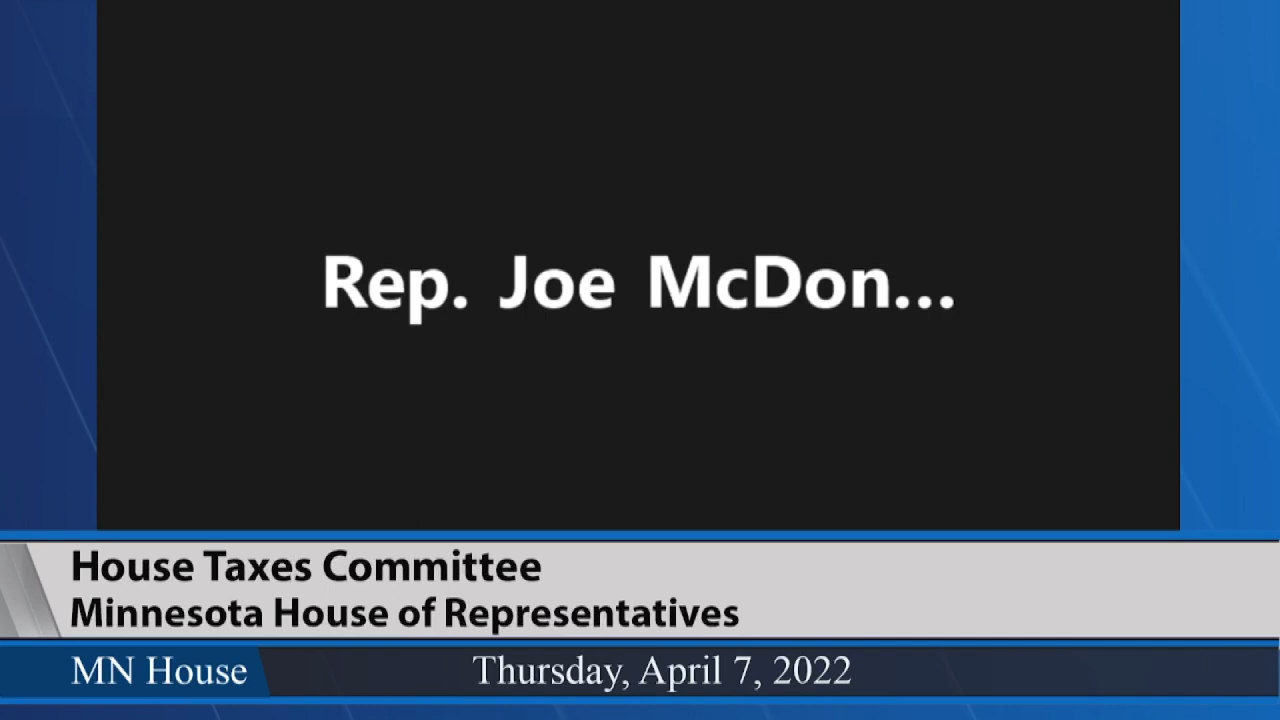 Rep. Joe McDon...
House Taxes Committee
Minnesota House of Representatives
MN House
Thursday, April 7, 2022